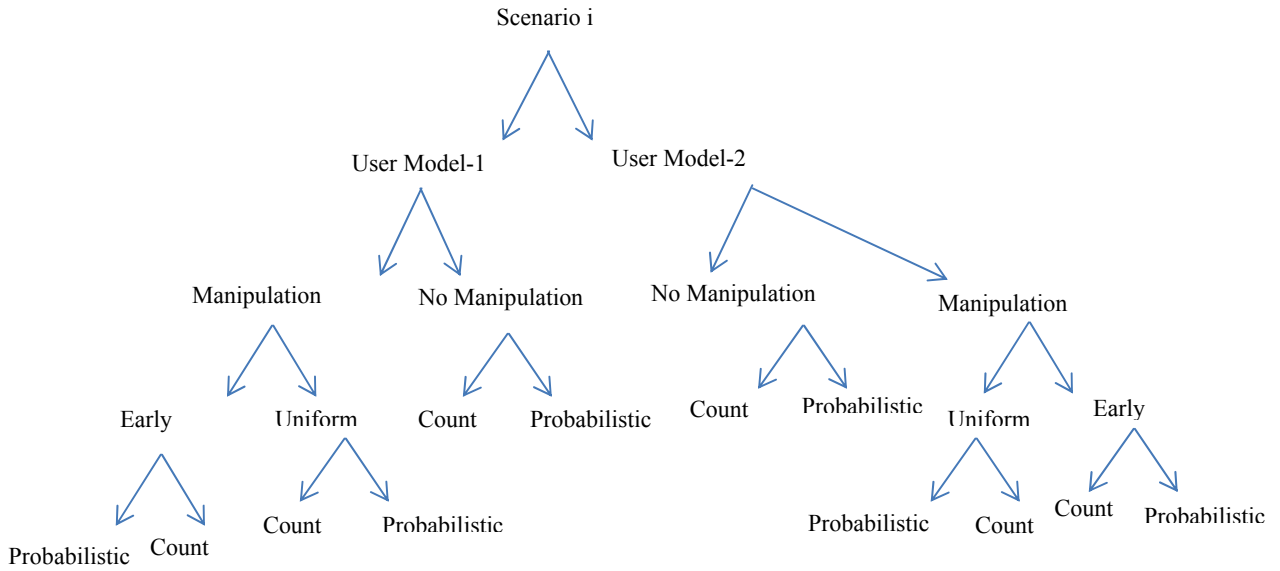 Scenario i
User Model-1
User Model-2
Manipulation
No Manipulation
No Manipulation
Manipulation
Early
Uniform
Count
Probabilistic
Count
Probabilistic
Uniform
Early
Probabilistic
Count
Count
Probabilistic
Probabilistic
Count
Count
Probabilistic